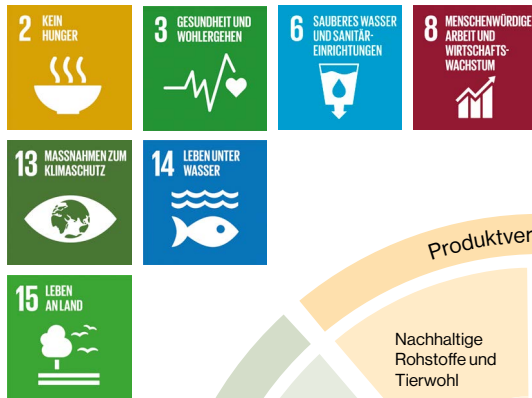 2 KEIN
HUNGER
3 GESUNDHEIT UND
WOHLERGEHEN
6 SAUBERES WASSER
UND SANITÄR-
EINRICHTUNGEN
8 MENSCHENWÜRDIGE
ARBEIT UND
WIRTSCHAFTS-
WACHSTUM
13 MASSNAHMEN ZUM
KLIMASCHUTZ
14 LEBEN UNTER
WASSER
15 LEBEN
AN LAND
Produktver
Nachhaltige
Rohstoffe und
Tierwohl